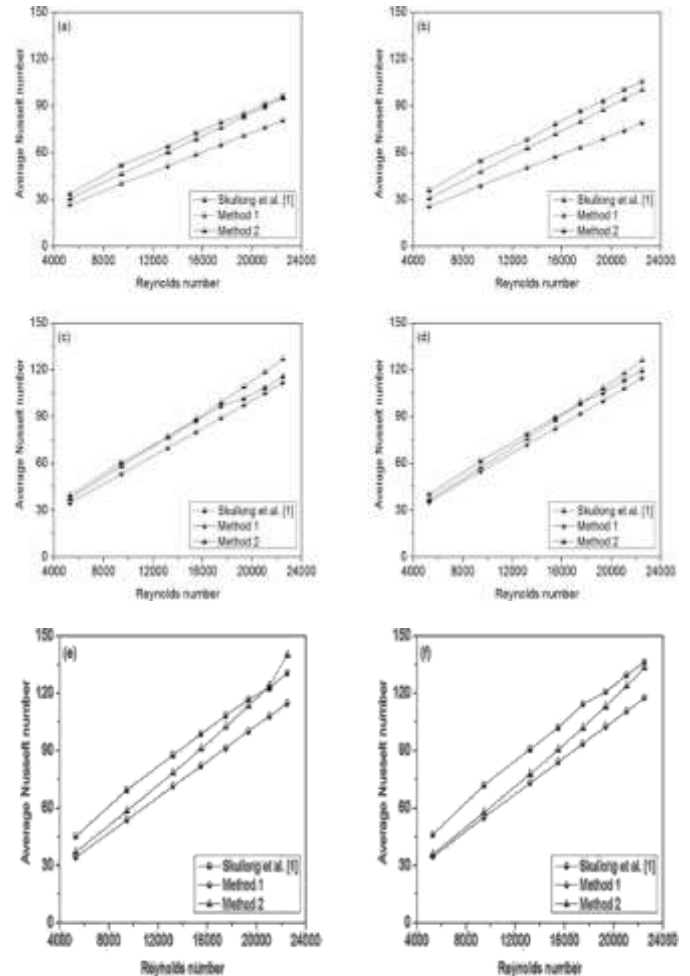 (a)
Average Nusselt number
150
120
90
60
30
0
Skullong et al. [1]
Method 1
Method 2
4000 8000 12000 16000 20000 24000
Reynolds number
(b)
Average Nusselt number
150
120
90
60
30
0
Skullong et al. [1]
Method 1
Method 2
4000 8000 12000 16000 20000 24000
Reynolds number
(c)
Average Nusselt number
150
120
90
60
30
0
Skullong et al. [1]
Method 1
Method 2
4000 8000 12000 16000 20000 24000
Reynolds number
(d)
Average Nusselt number
150
120
90
60
30
0
Skullong et al. [1]
Method 1
Method 2
4000 8000 12000 16000 20000 24000
Reynolds number
(e)
Average Nusselt number
150
120
90
60
30
0
Skullong et al. [1]
Method 1
Method 2
4000 8000 12000 16000 20000 24000
Reynolds number
(f)
Average Nusselt number
150
120
90
60
30
0
Skullong et al. [1]
Method 1
Method 2
4000 8000 12000 16000 20000 24000
Reynolds number